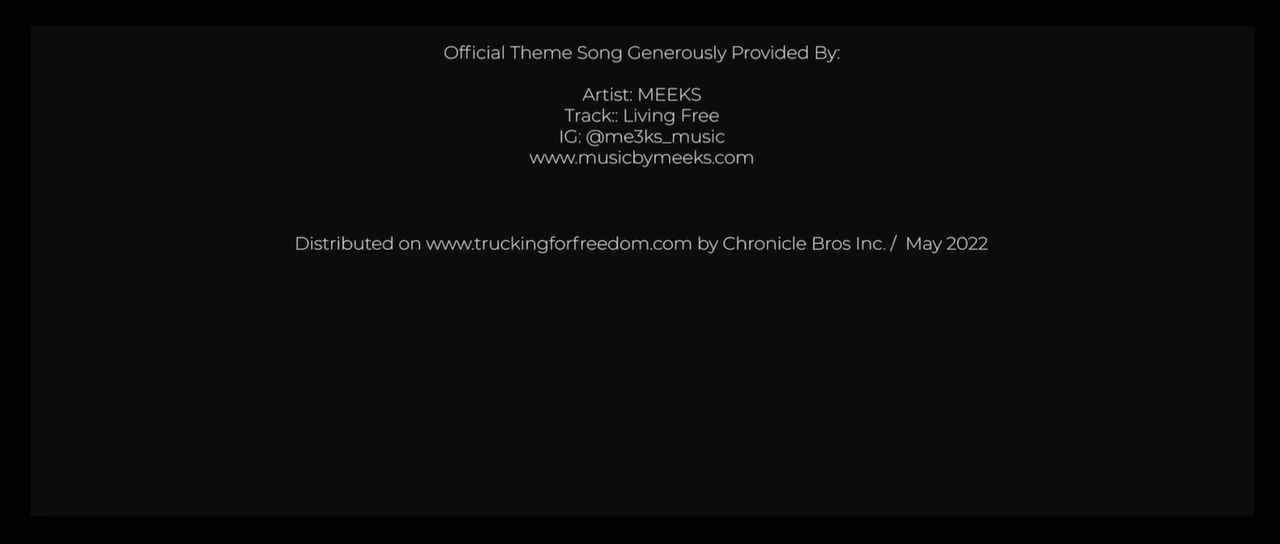 Official Theme Song Generously Provided By:
Artist: MEEKS
Track:: Living Free
IG: @me3ks_music
www.musicbymeeks.com
Distributed on www.truckingforfreedom.com by Chronicle Bros Inc. /  May 2022